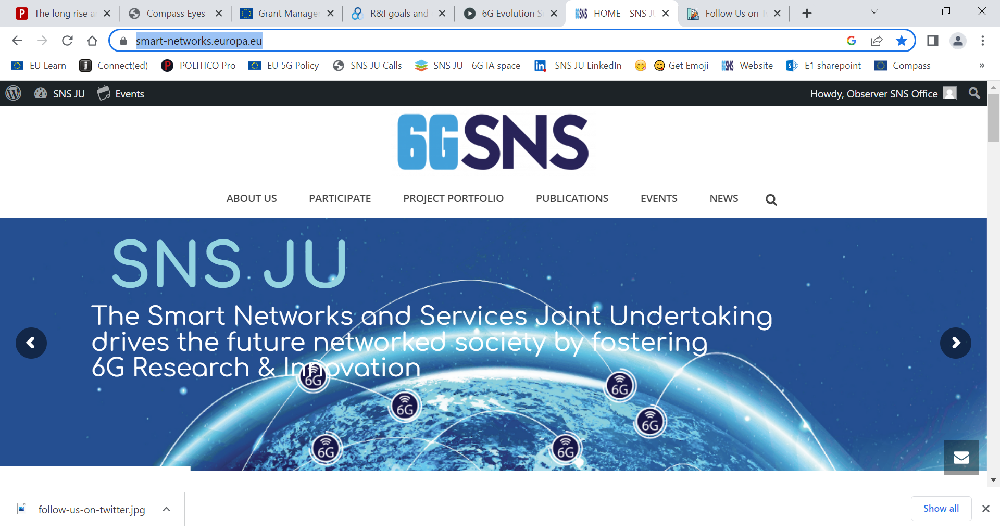 The long rise a
Compass Eyes
Grant Manager
R&I goals and
6G Evolution S
HOME - SNS JU
Follow Us on T
smart-networks.europa.eu
EU Learn
Connect(ed)
POLITICO Pro
EU 5G Policy
SNS JU Calls
SNS JU - 6G IA space
SNS JU LinkedIn
Get Emoji
Website
E1 sharepoint
Compass
»
SNS JU
Events
Howdy, Observer SNS Office
6GSNS
ABOUT US
PARTICIPATE
PROJECT PORTFOLIO
PUBLICATIONS
EVENTS
NEWS
SNS JU
The Smart Networks and Services Joint Undertaking
drives the future networked society by fostering
6G Research & Innovation
6G
6G
6G
6G
6G
6G
follow-us-on-twitter.jpg
Show all